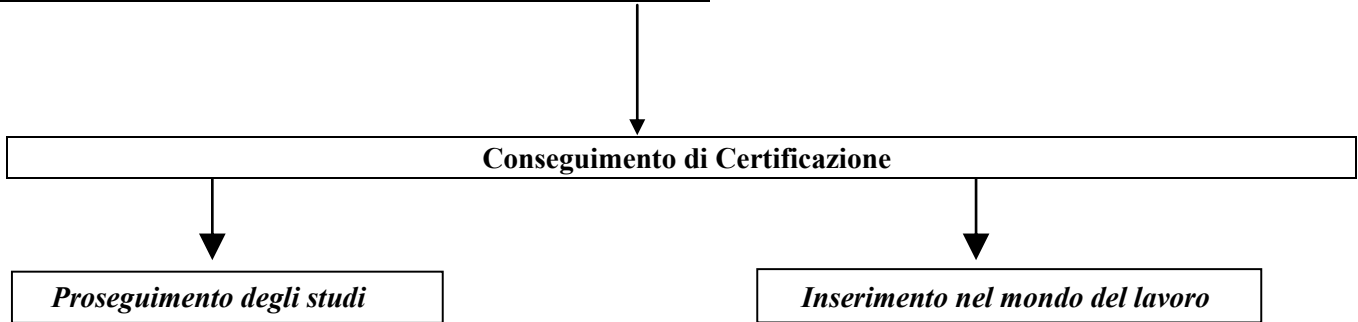 Conseguimento di Certificazione
Proseguimento degli studi
Inserimento nel mondo del lavoro